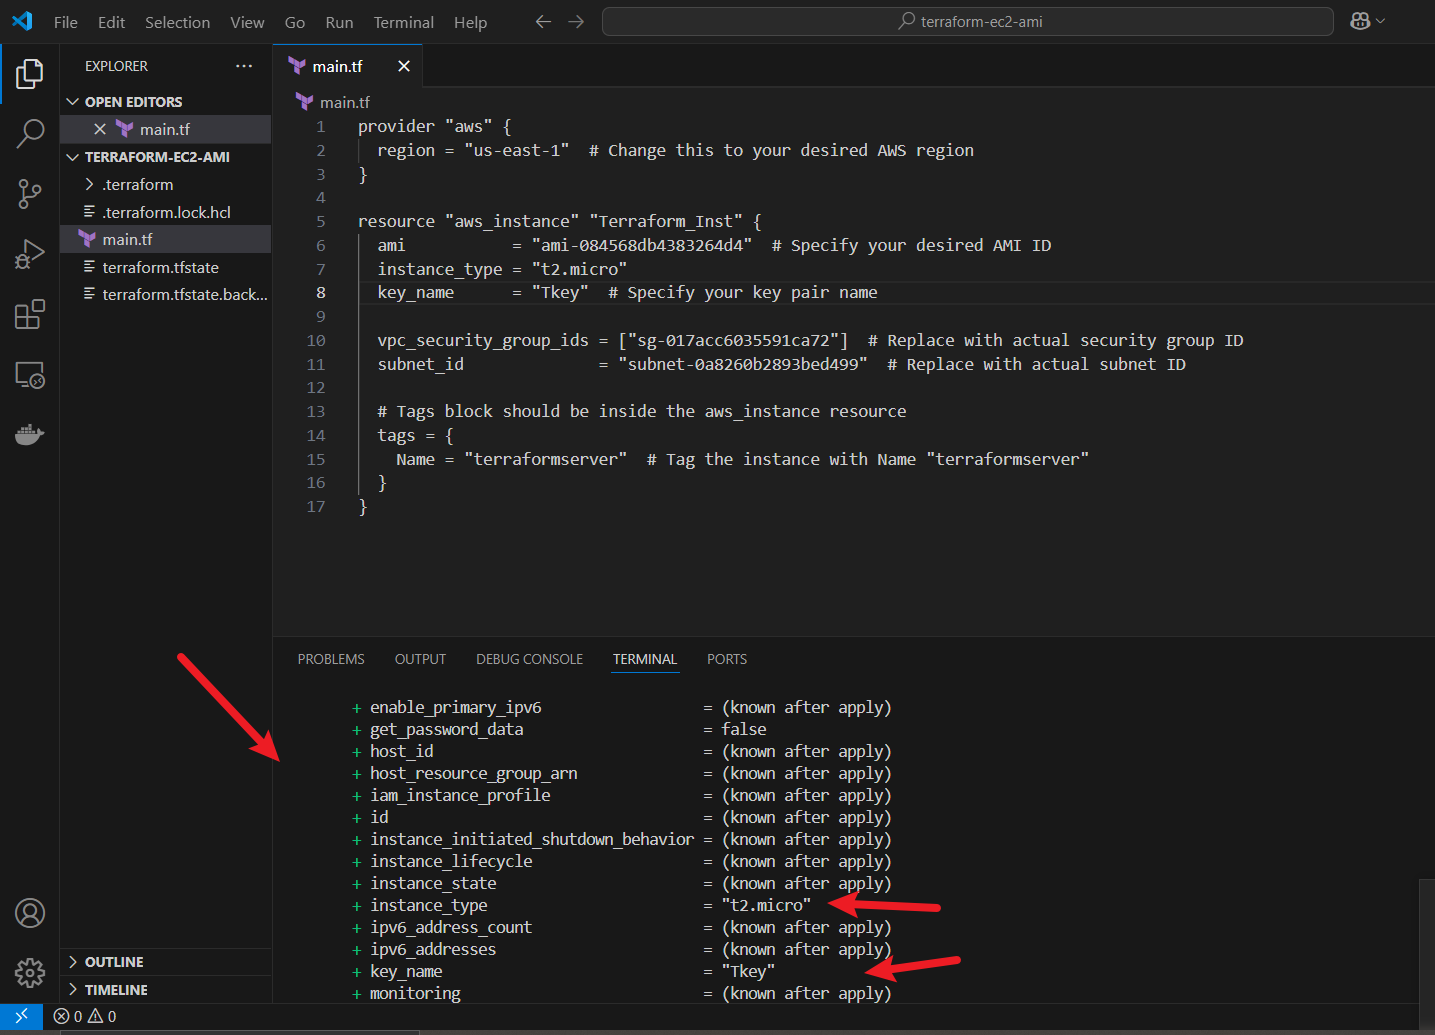 File Edit Selection View Go Run Terminal Help
terraform-ec2-ami
EXPLORER
OPEN EDITORS
main.tf
TERRAFORM-EC2-AMI
.terraform
.terraform.lock.hcl
main.tf
terraform.tfstate
terraform.tfstate.back...
OUTLINE
TIMELINE
main.tf
main.tf
1 provider "aws" {
2 region = "us-east-1" # Change this to your desired AWS region
3 }
4
5 resource "aws_instance" "Terraform_Inst" {
6 ami = "ami-084568db4383264d4" # Specify your desired AMI ID
7 instance_type = "t2.micro"
8 key_name = "Tkey" # Specify your key pair name
9
10 vpc_security_group_ids = ["sg-017acc6035591ca72"] # Replace with actual security group ID
11 subnet_id = "subnet-0a8260b2893bed499" # Replace with actual subnet ID
12
13 # Tags block should be inside the aws_instance resource
14 tags = {
15 Name = "terraformserver" # Tag the instance with Name "terraformserver"
16 }
17 }
PROBLEMS OUTPUT DEBUG CONSOLE TERMINAL PORTS
+ enable_primary_ipv6 = (known after apply)
+ get_password_data = false
+ host_id = (known after apply)
+ host_resource_group_arn = (known after apply)
+ iam_instance_profile = (known after apply)
+ id = (known after apply)
+ instance_initiated_shutdown_behavior = (known after apply)
+ instance_lifecycle = (known after apply)
+ instance_state = (known after apply)
+ instance_type = "t2.micro"
+ ipv6_address_count = (known after apply)
+ ipv6_addresses = (known after apply)
+ key_name = "Tkey"
+ monitoring = (known after apply)
0 0